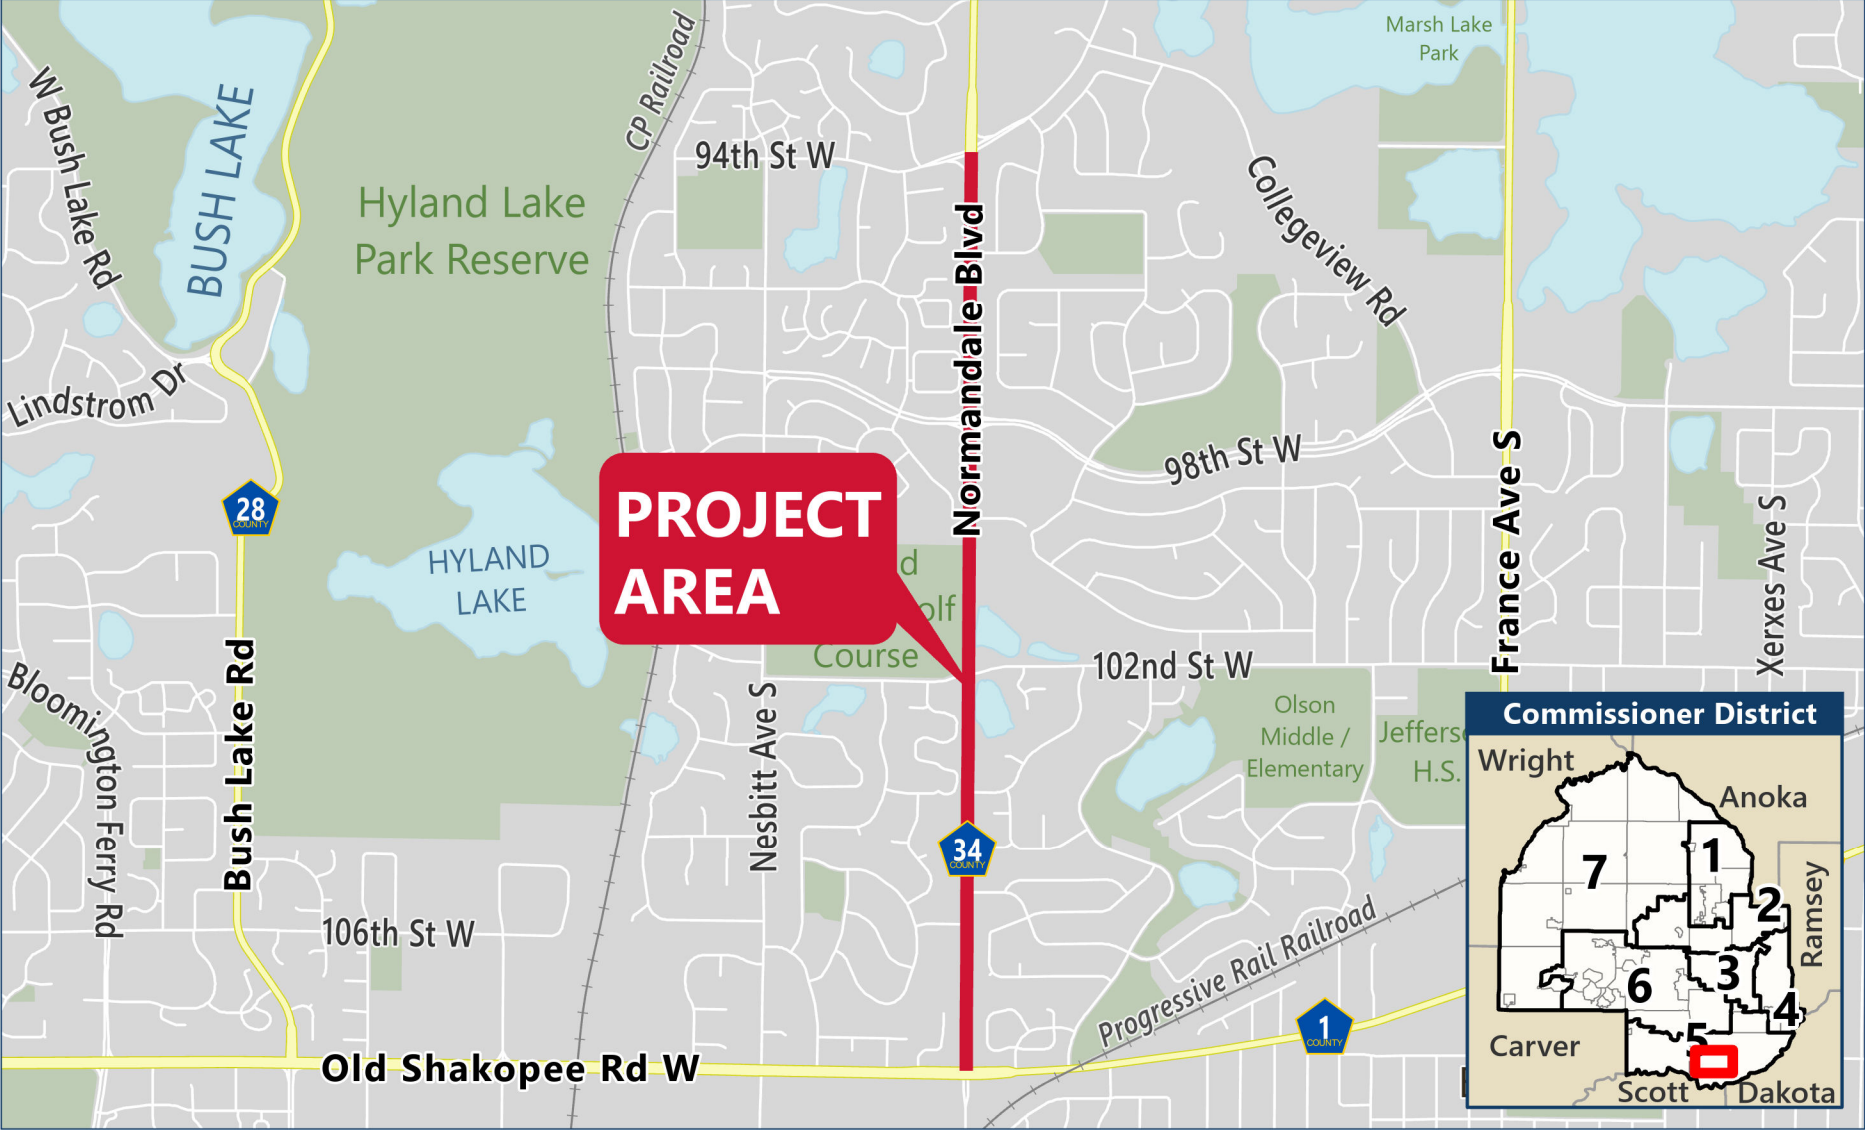 Marsh Lake
Park
W Bush Lake Rd
BUSH LAKE
CP Railroad
94th St W
Hyland Lake
Park Reserve
Collegeview Rd
Normandale Blvd
Lindstrom Dr
98th St W
France Ave S
28
COUNTY
PROJECT
AREA
Xerxes Ave S
HYLAND
LAKE
Course
102nd St W
Bloomington Ferry Rd
Bush Lake Rd
Nesbitt Ave S
Olson
Middle /
Elementary
H.S.
34
COUNTY
106th St W
Progressive Rail Railroad
1
COUNTY
Old Shakopee Rd W
Commissioner District
Wright
Anoka
7
1
2
Ramsey
6
3
4
5
Carver
Scott
Dakota